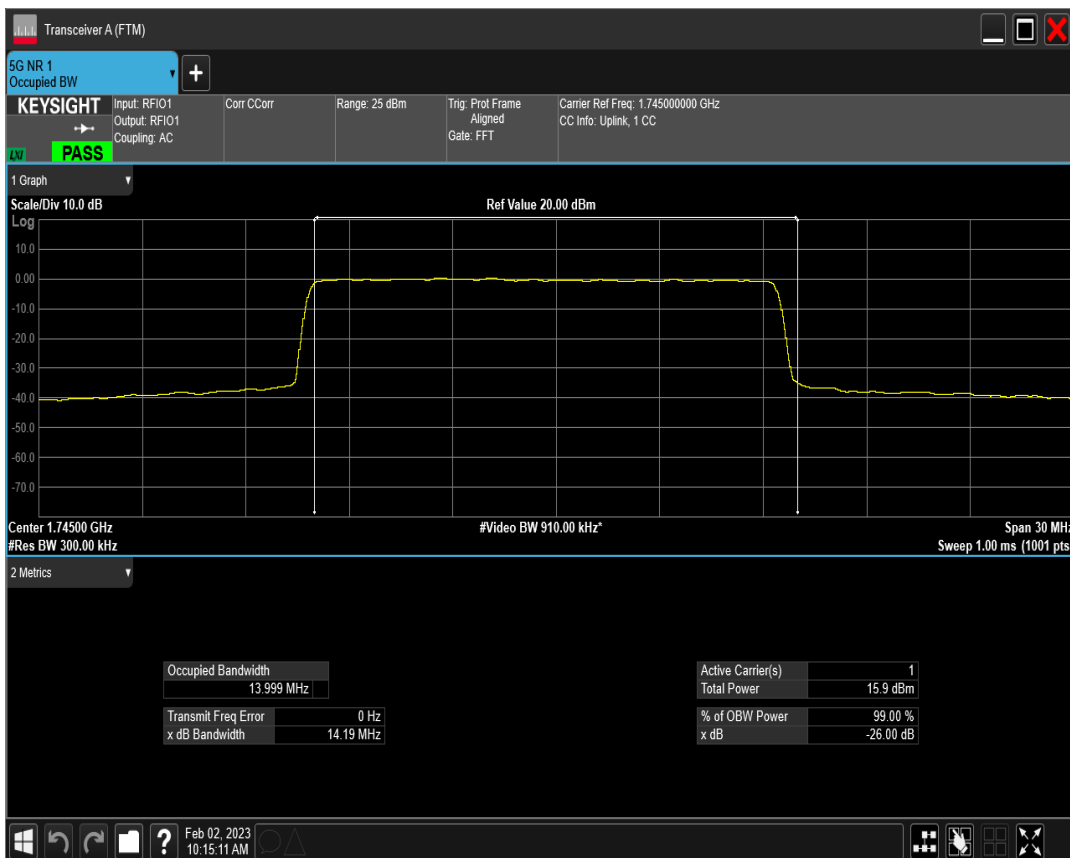 Transceiver A (FTM)
5G NR 1
Occupied BW
+
KEYSIGHT
LXI
PASS
Input: RFIO1
Output: RFIO1
Coupling: AC
Corr CCorr
Range: 25 dBm
Trig: Prot Frame
Aligned
Gate: FFT
Carrier Ref Freq: 1.745000000 GHz
CC Info: Uplink, 1 CC
1 Graph
Scale/Div 10.0 dB
Ref Value 20.00 dBm
Log
10.0
0.00
-10.0
-20.0
-30.0
-40.0
-50.0
-60.0
-70.0
Center 1.74500 GHz
#Video BW 910.00 kHz*
Span 30 MHz
#Res BW 300.00 kHz
Sweep 1.00 ms (1001 pts
2 Metrics
Occupied Bandwidth
13.999 MHz
Transmit Freq Error 0 Hz
x dB Bandwidth 14.19 MHz
Active Carrier(s) 1
Total Power 15.9 dBm
% of OBW Power 99.00 %
x dB -26.00 dB
?
Feb 02, 2023
10:15:11 AM